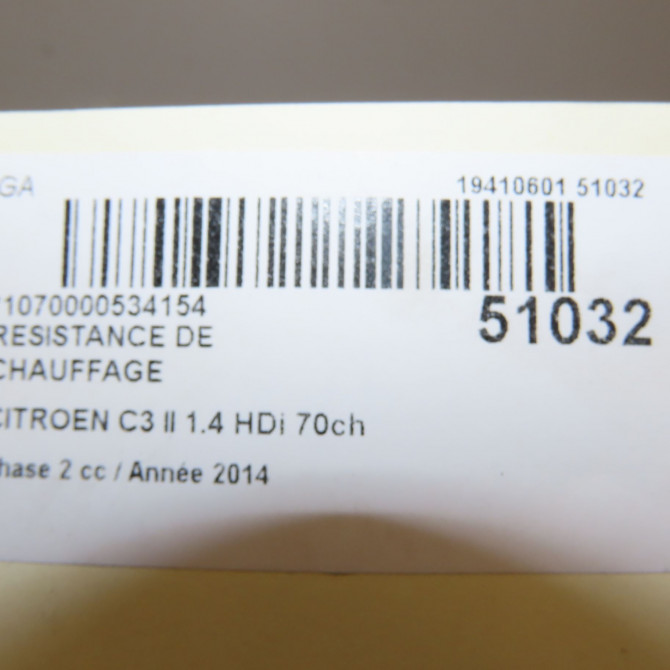 GA
19410601 51032
1070000534154
51032
RESISTANCE DE
CHAUFFAGE
CITROEN C3 II 1.4 HDi 70ch
hase 2 cc / Année 2014